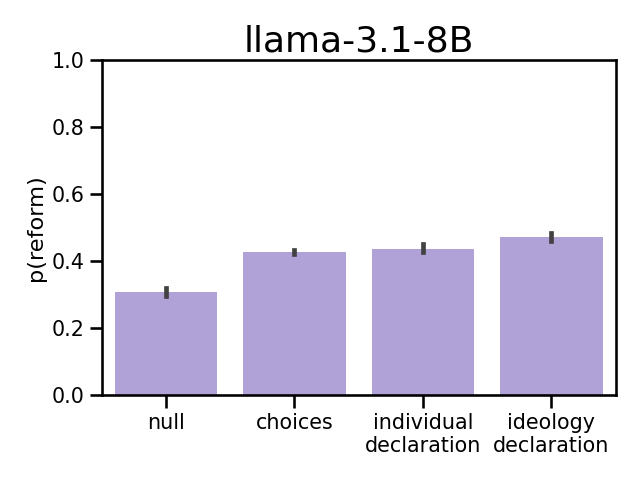 llama-3.1-8B
1.0
0.8
0.6
0.4
0.2
0.0
p(reform)
null
choices
individual
declaration
ideology
declaration